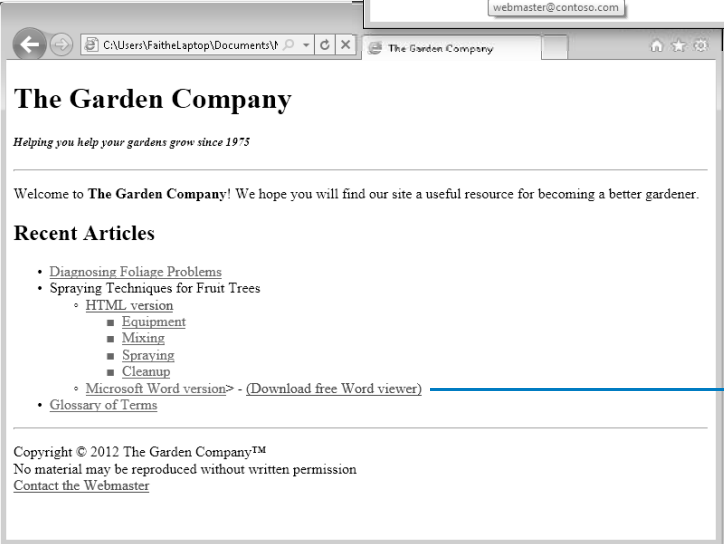 webmaster@contoso.com
C:\Users\FaitheLaptop\Documents\
The Garden Company
The Garden Company
Helping you help your gardens grow since 1975
Welcome to The Garden Company! We hope you will find our site a useful resource for becoming a better gardener.
Recent Articles
• Diagnosing Foliage Problems
• Spraying Techniques for Fruit Trees
◦ HTML version
▪ Equipment
▪ Mixing
▪ Spraying
▪ Cleanup
◦ Microsoft Word version> - (Download free Word viewer)
• Glossary of Terms
Copyright © 2012 The Garden Company™
No material may be reproduced without written permission
Contact the Webmaster